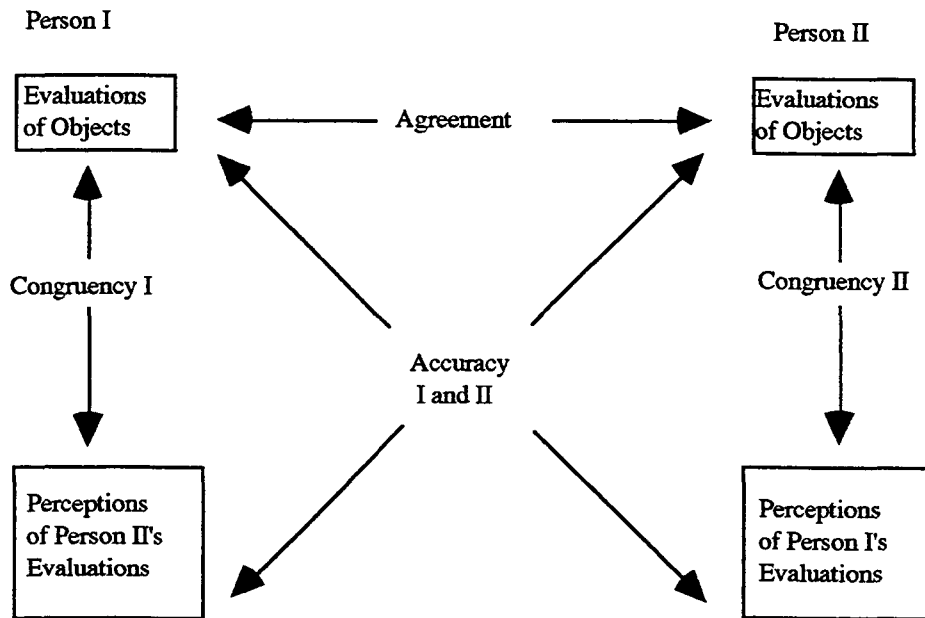 Person I
Person II
Evaluations
of Objects
Agreement
Evaluations
of Objects
Congruency I
Congruency II
Accuracy
I and II
Perceptions
of Person II's
Evaluations
Perceptions
of Person I's
Evaluations